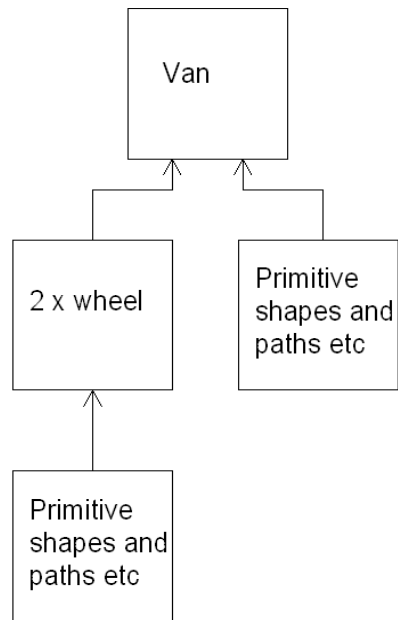 Van
2 x wheel
Primitive
shapes and
paths etc
Primitive
shapes and
paths etc